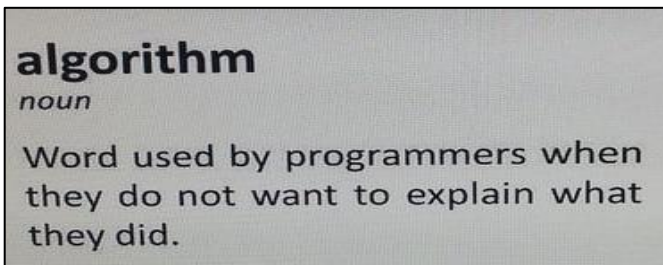 algorithm
noun
Word used by programmers when
they do not want to explain what
they did.